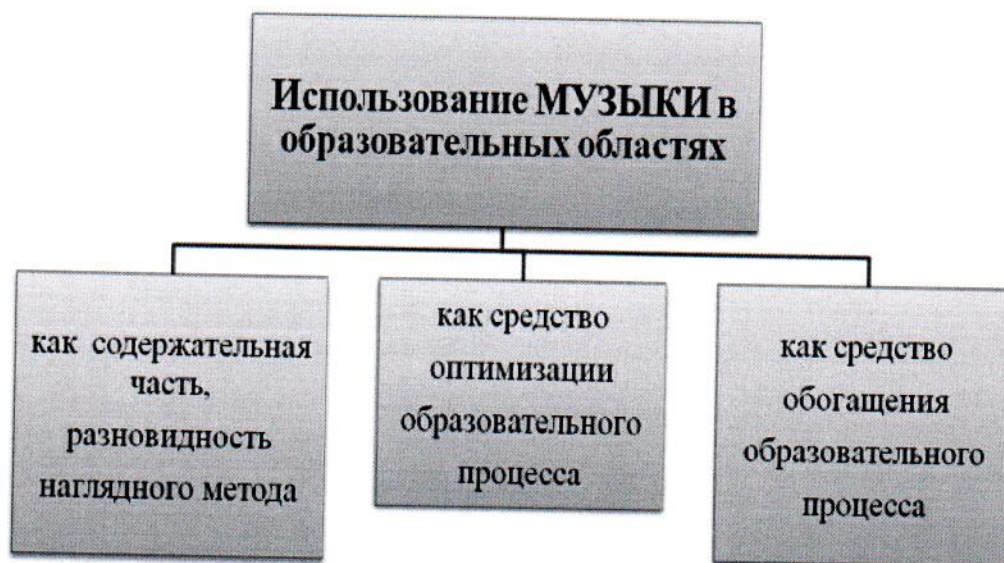 Использование МУЗЫКИ в
образовательных областях
как содержательная
часть,
разновидность
наглядного метода
как средство
оптимизации
образовательного
процесса
как средство
обогащения
образовательного
процесса